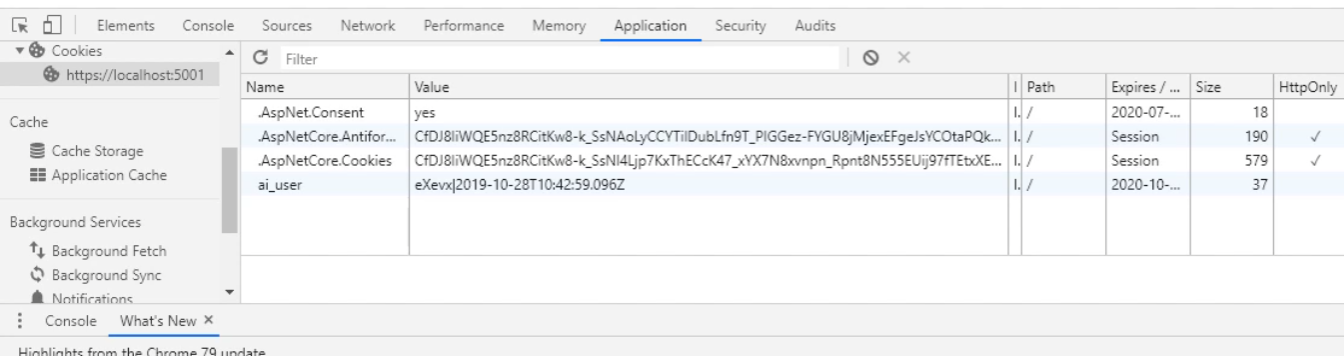 Elements Console Sources Network Performance Memory Application Security Audits
Cookies
https://localhost:5001
Filter
Name Value Path Expires / ... Size HttpOnly
.AspNet.Consent yes / 2020-07-... 18
.AspNetCore.Antifor... CfDJ8IiWQE5nz8RCitKw8-k_SsNAoLyCCYTiIDubLfn9T_PIGGez-FYGU8jMjexEFgeJsYCOtaPQk... / Session 190 ✓
.AspNetCore.Cookies CfDJ8IiWQE5nz8RCitKw8-k_SsNI4Ljp7KxThECcK47_xYX7N8xvnpn_Rpnt8N555EUij97fTEtxXE... / Session 579 ✓
ai_user eXevx|2019-10-28T10:42:59.096Z / 2020-10-... 37
Cache
Cache Storage
Application Cache
Background Services
Background Fetch
Background Sync
Notifications
Console What's New ×
Highlights from the Chrome 79 update